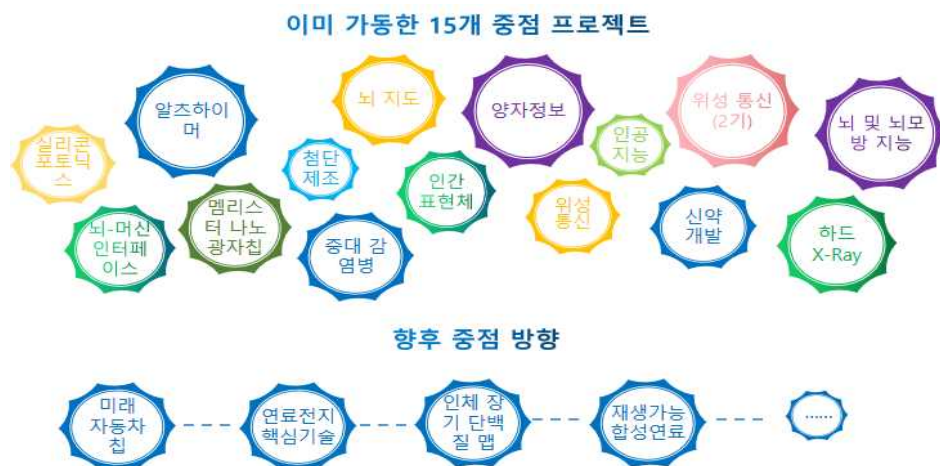 이미 가동한 15개 중점 프로젝트
알츠하이
머
뇌 지도
양자정보
위성 통신
(2기)
뇌 및 뇌모
방 지능
실리콘
포토닉
스
첨단
제조
인공
지능
인간
표현체
뇌-머신
인터페
이스
멤리스
터 나노
광자칩
중대 감
염병
위성
통신
신약
개발
하드
X-Ray
향후 중점 방향
미래
자동차
칩
연료전지
핵심기술
인체 장
기 단백
질 맵
재생가능
합성연료
……